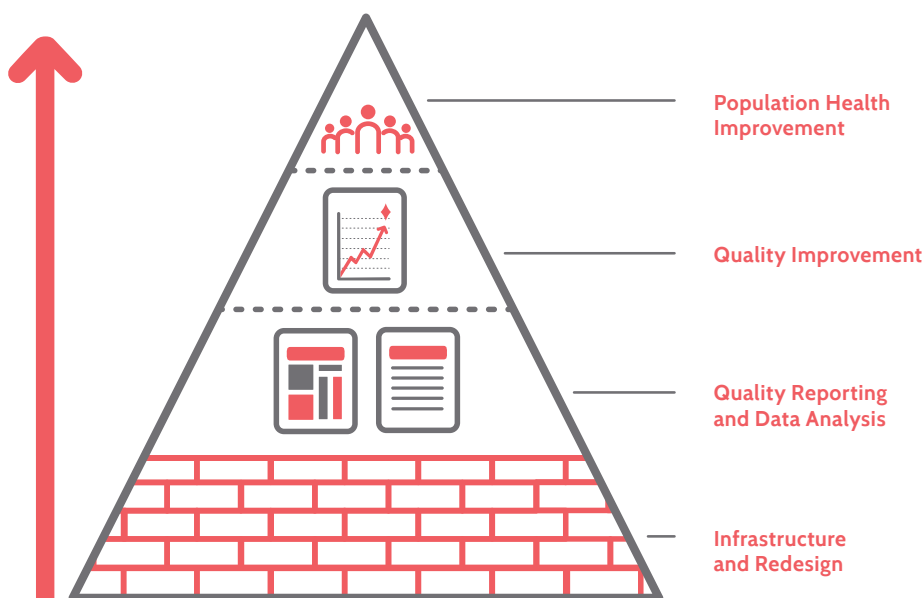 Population Health
Improvement
Quality Improvement
Quality Reporting
and Data Analysis
Infrastructure
and Redesign